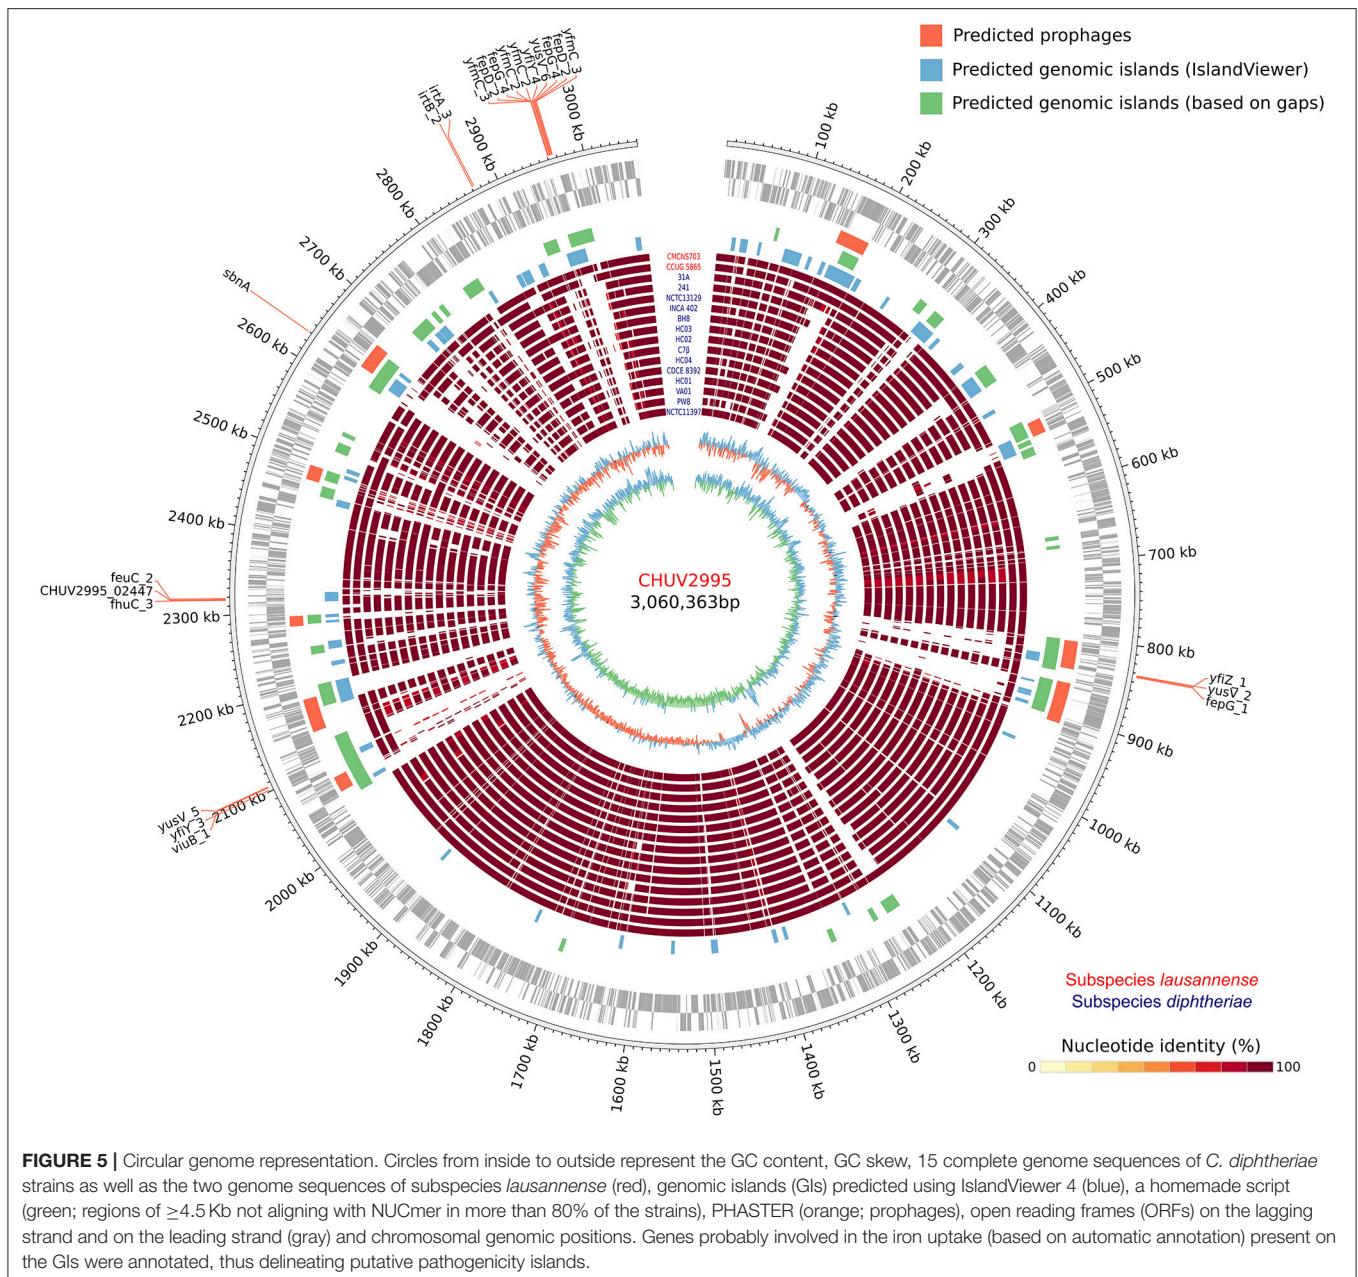 Predicted prophages
Predicted genomic islands (IslandViewer)
Predicted genomic islands (based on gaps)
yfmC_3
fepD_2
fepG_4
yusV_6
yfiY_4
yfmC_2
yfmC_2
fepG_4
fepD_2
yfmC_3
irtA_3
irtB_2
sbnA
feuC_2
CHUV2995_02447
fhuC_3
yusV_5
yfiY_3
viuB_1
yfiZ_1
yusV_2
fepG_1
100 kb
200 kb
300 kb
400 kb
500 kb
600 kb
700 kb
800 kb
900 kb
1000 kb
1100 kb
1200 kb
1300 kb
1400 kb
1500 kb
1600 kb
1700 kb
1800 kb
1900 kb
2000 kb
2100 kb
2200 kb
2300 kb
2400 kb
2500 kb
2600 kb
2700 kb
2800 kb
2900 kb
3000 kb
CMCNS703
CCUG 5865
31A
241
NCTC13129
INCA 402
BH8
HC03
HC02
C7β
HC04
CDCE 8392
HC01
VA01
PW8
NCTC11397
CHUV2995
3,060,363bp
Subspecies lausannense
Subspecies diphtheriae
Nucleotide identity (%)
0 100
FIGURE 5 | Circular genome representation. Circles from inside to outside represent the GC content, GC skew, 15 complete genome sequences of C. diphtheriae
strains as well as the two genome sequences of subspecies lausannense (red), genomic islands (GIs) predicted using IslandViewer 4 (blue), a homemade script
(green; regions of ≥4.5 Kb not aligning with NUCmer in more than 80% of the strains), PHASTER (orange; prophages), open reading frames (ORFs) on the lagging
strand and on the leading strand (gray) and chromosomal genomic positions. Genes probably involved in the iron uptake (based on automatic annotation) present on
the GIs were annotated, thus delineating putative pathogenicity islands.